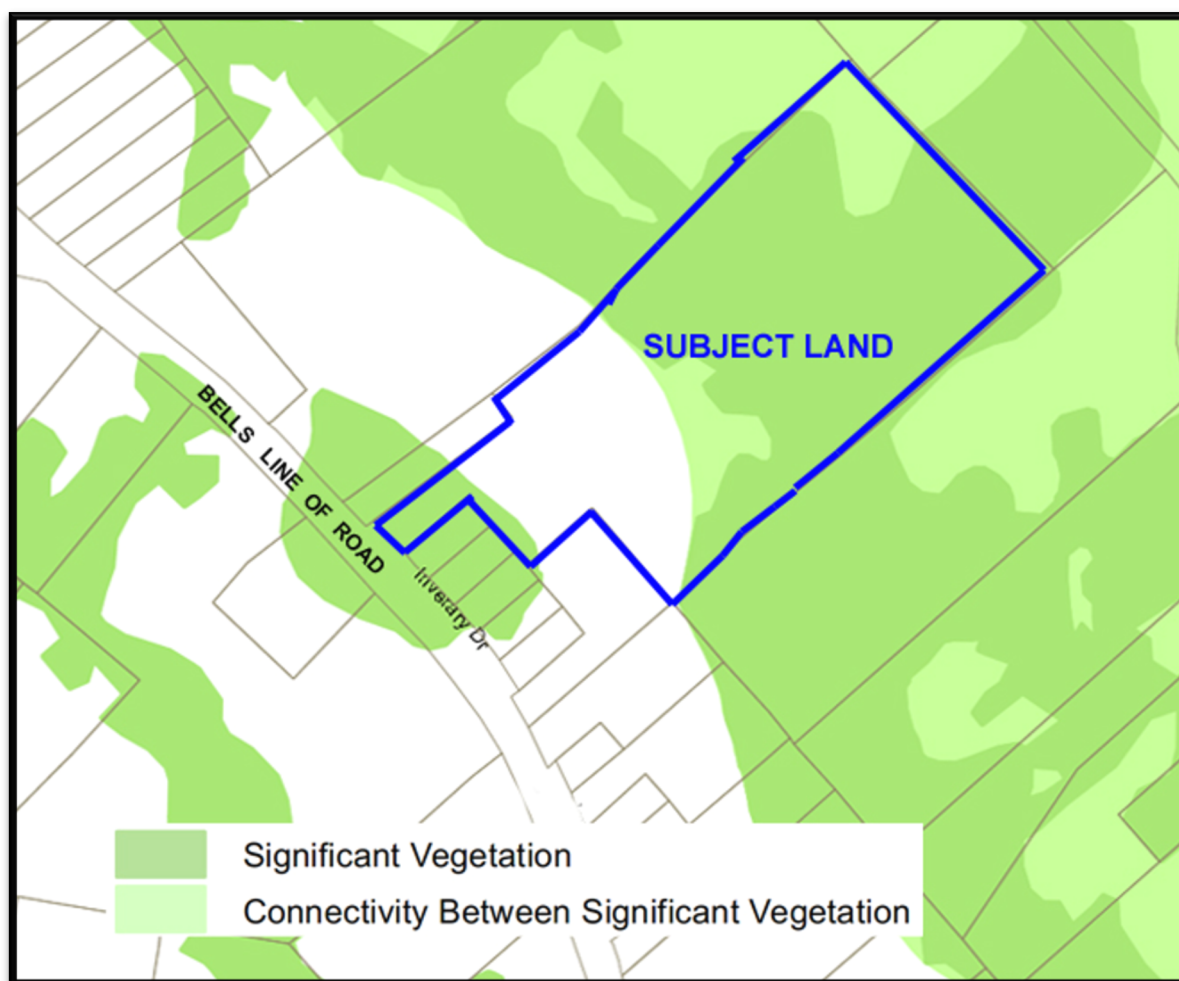 SUBJECT LAND
BELLS LINE OF ROAD
Inverary Dr
Significant Vegetation
Connectivity Between Significant Vegetation